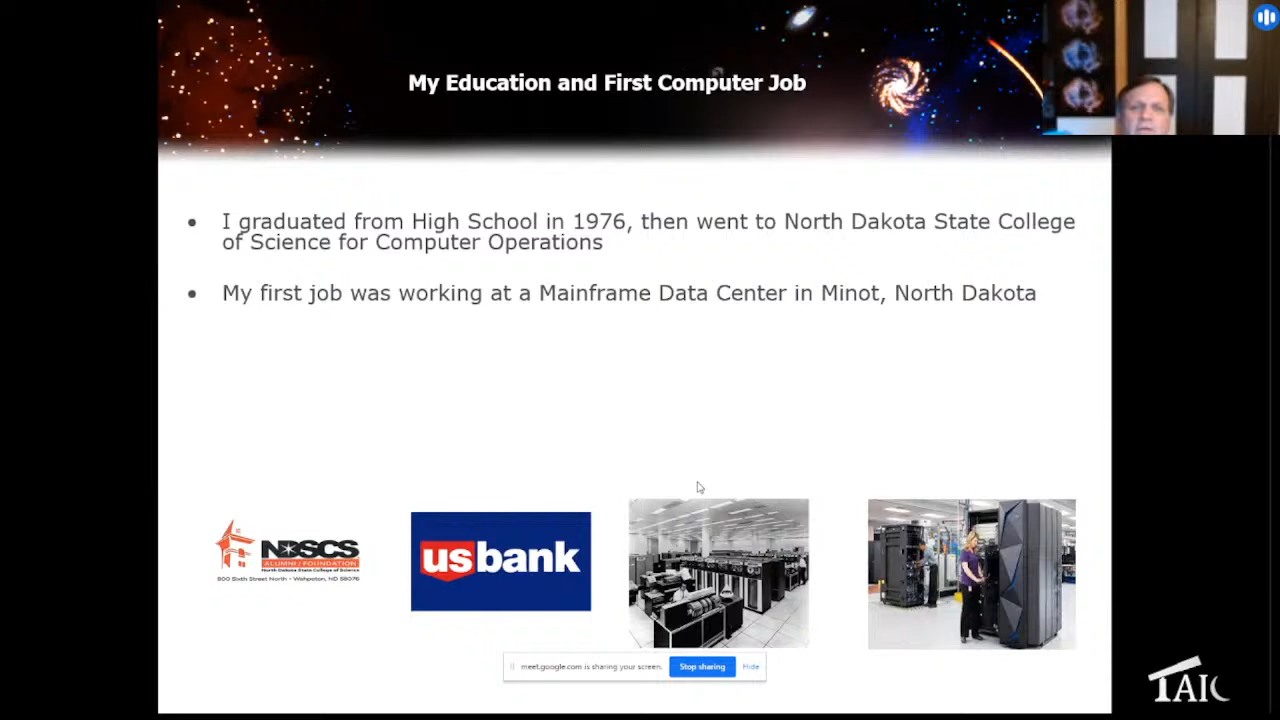 My Education and First Computer Job
• I graduated from High School in 1976, then went to North Dakota State College
of Science for Computer Operations
• My first job was working at a Mainframe Data Center in Minot, North Dakota
NDSCS
ALUMNI / FOUNDATION
North Dakota State College of Science
800 Sixth Street North • Wahpeton, ND 58076
usbank
meet.google.com is sharing your screen.
Stop sharing
Hide
TAIC